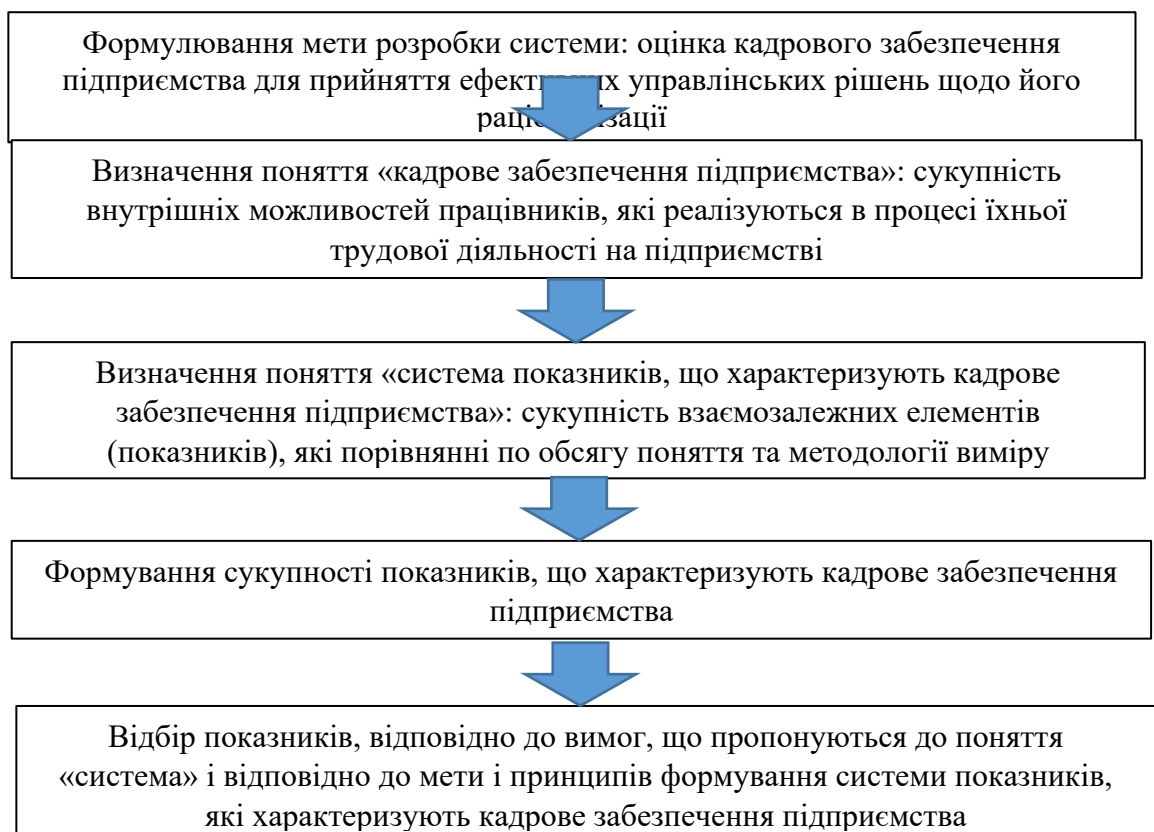 Формулювання мети розробки системи: оцінка кадрового забезпечення
підприємства для прийняття ефективних управлінських рішень щодо його
раціоналізації
Визначення поняття «кадрове забезпечення підприємства»: сукупність
внутрішніх можливостей працівників, які реалізуються в процесі їхньої
трудової діяльності на підприємстві
Визначення поняття «система показників, що характеризують кадрове
забезпечення підприємства»: сукупність взаємозалежних елементів
(показників), які порівнянні по обсягу поняття та методології виміру
Формування сукупності показників, що характеризують кадрове забезпечення
підприємства
Відбір показників, відповідно до вимог, що пропонуються до поняття
«система» і відповідно до мети і принципів формування системи показників,
які характеризують кадрове забезпечення підприємства